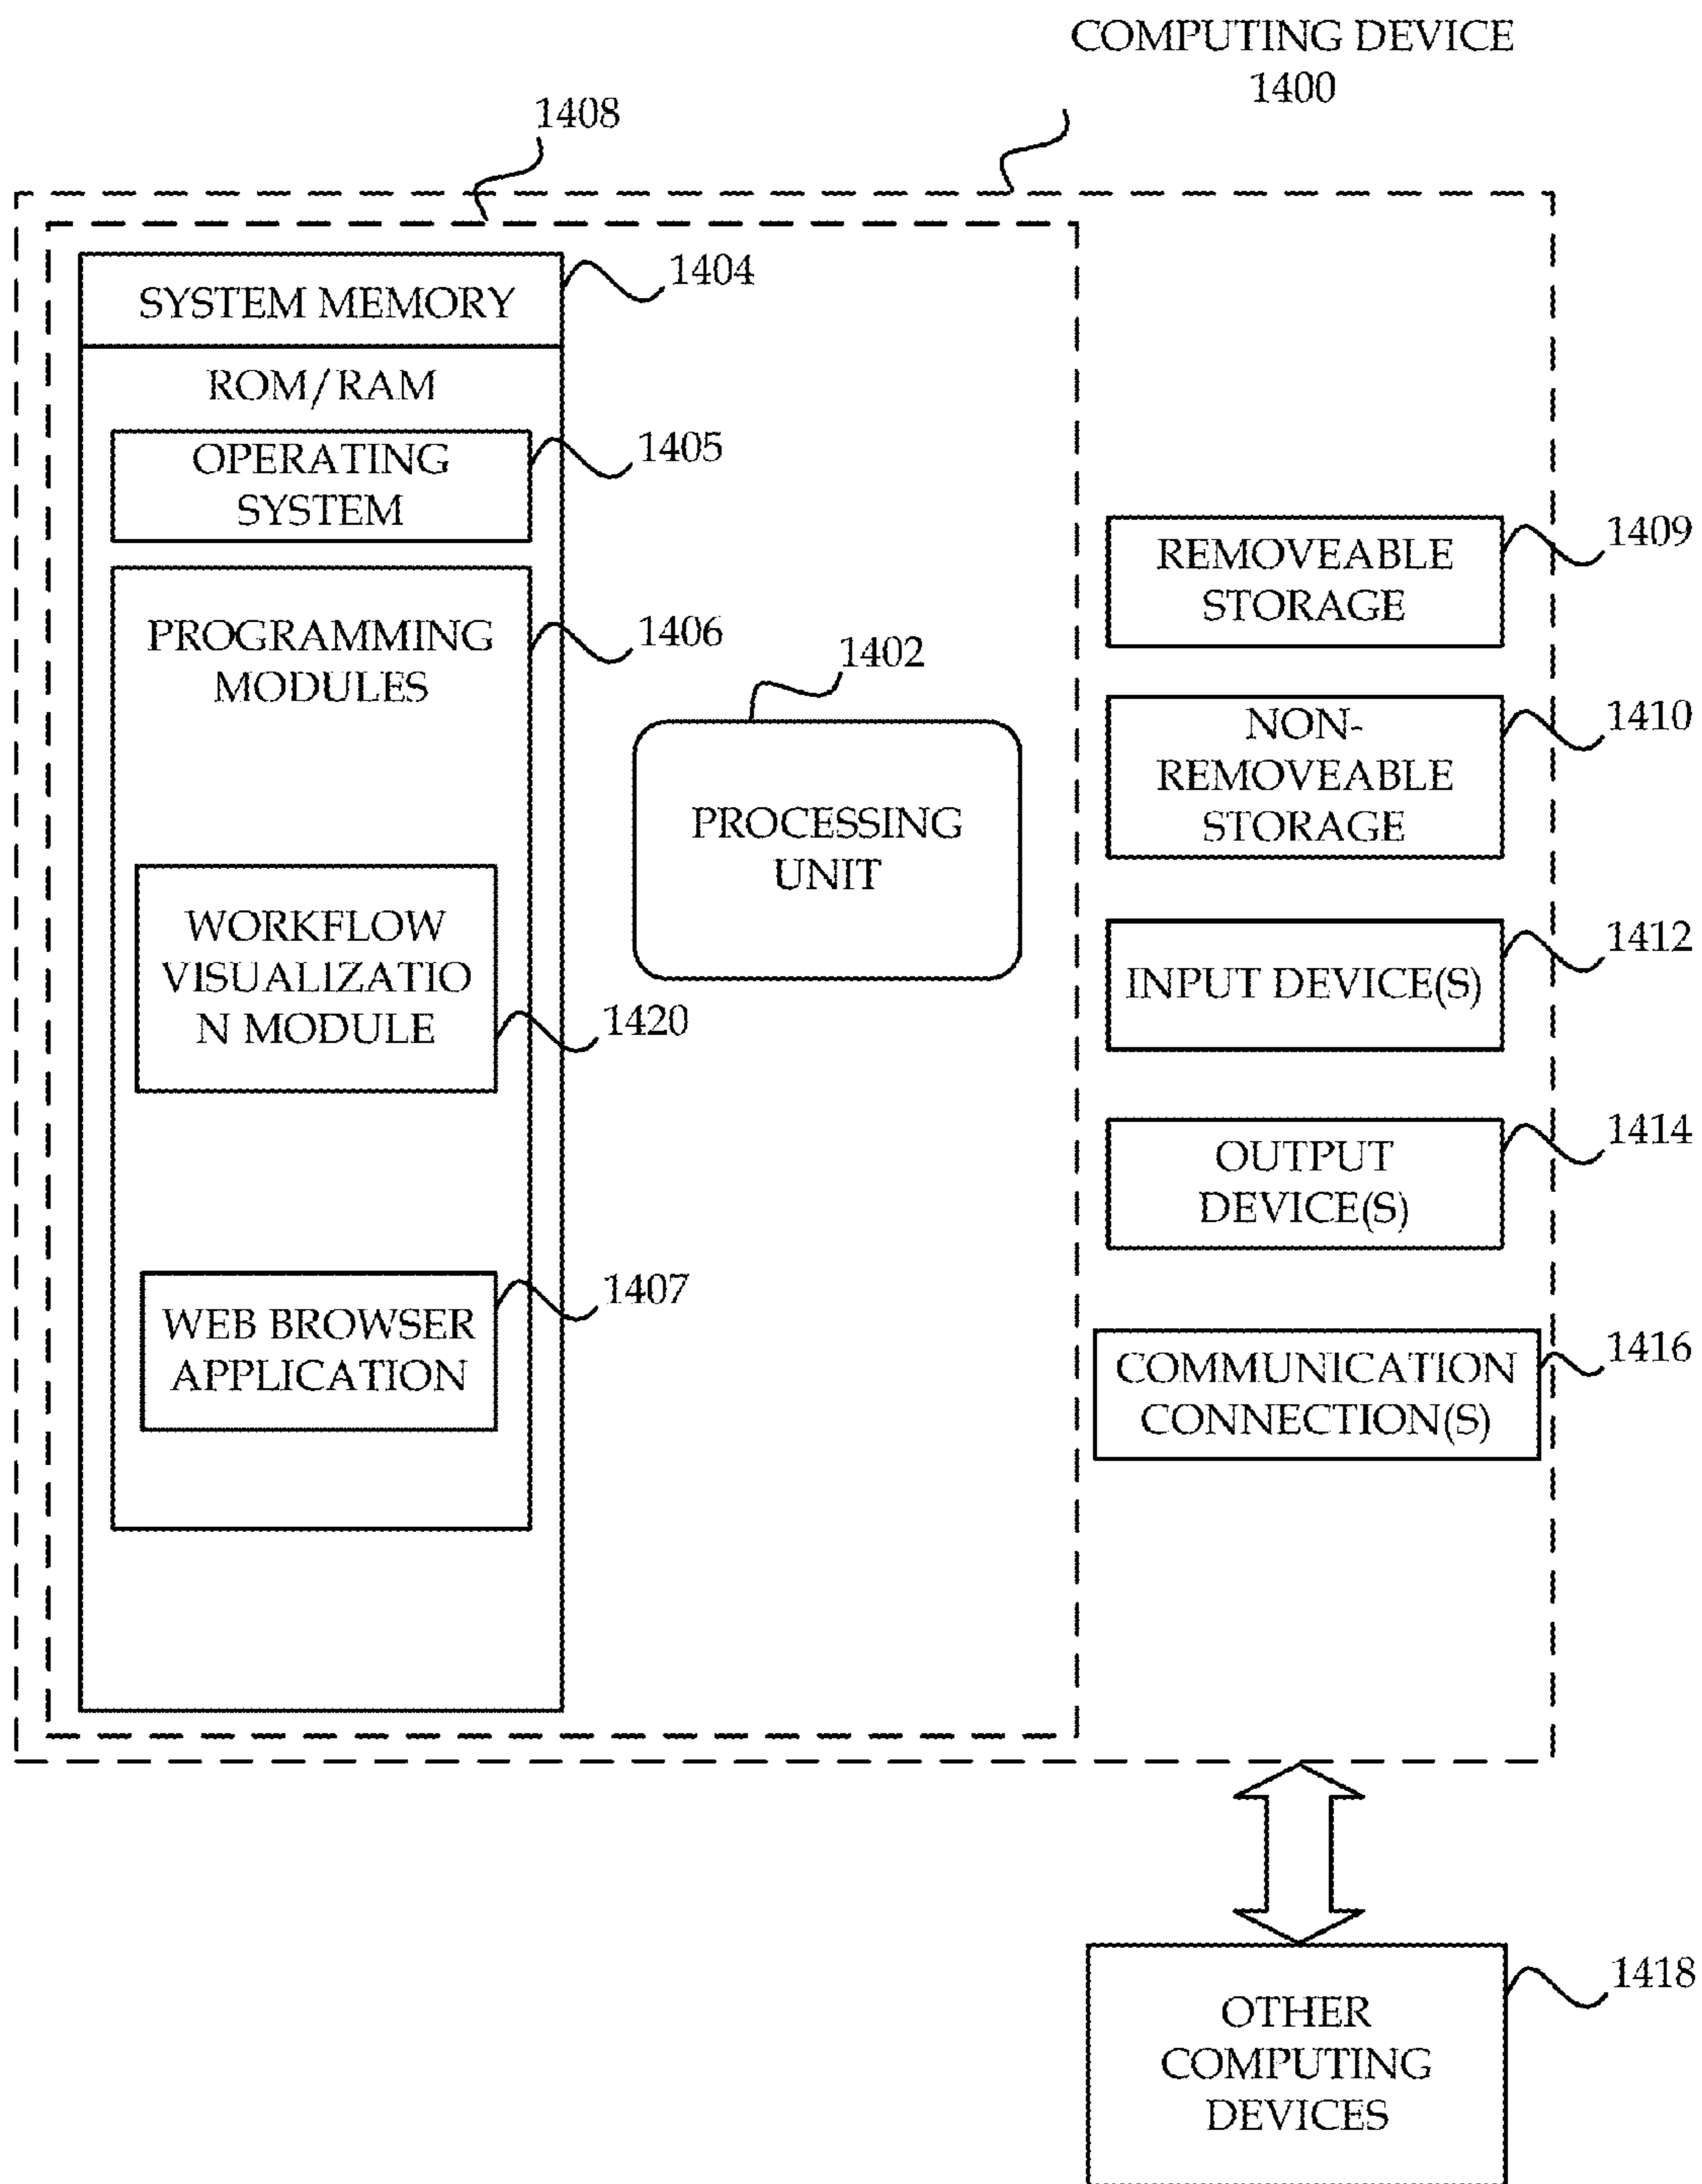 COMPUTING DEVICE
1400
1408
SYSTEM MEMORY
1404
ROM/RAM
OPERATING
SYSTEM
1405
PROGRAMMING
MODULES
1406
WORKFLOW
VISUALIZATIO
N MODULE
1420
WEB BROWSER
APPLICATION
1407
1402
PROCESSING
UNIT
REMOVEABLE
STORAGE
1409
NON-
REMOVEABLE
STORAGE
1410
INPUT DEVICE(S)
1412
OUTPUT
DEVICE(S)
1414
COMMUNICATION
CONNECTION(S)
1416
OTHER
COMPUTING
DEVICES
1418